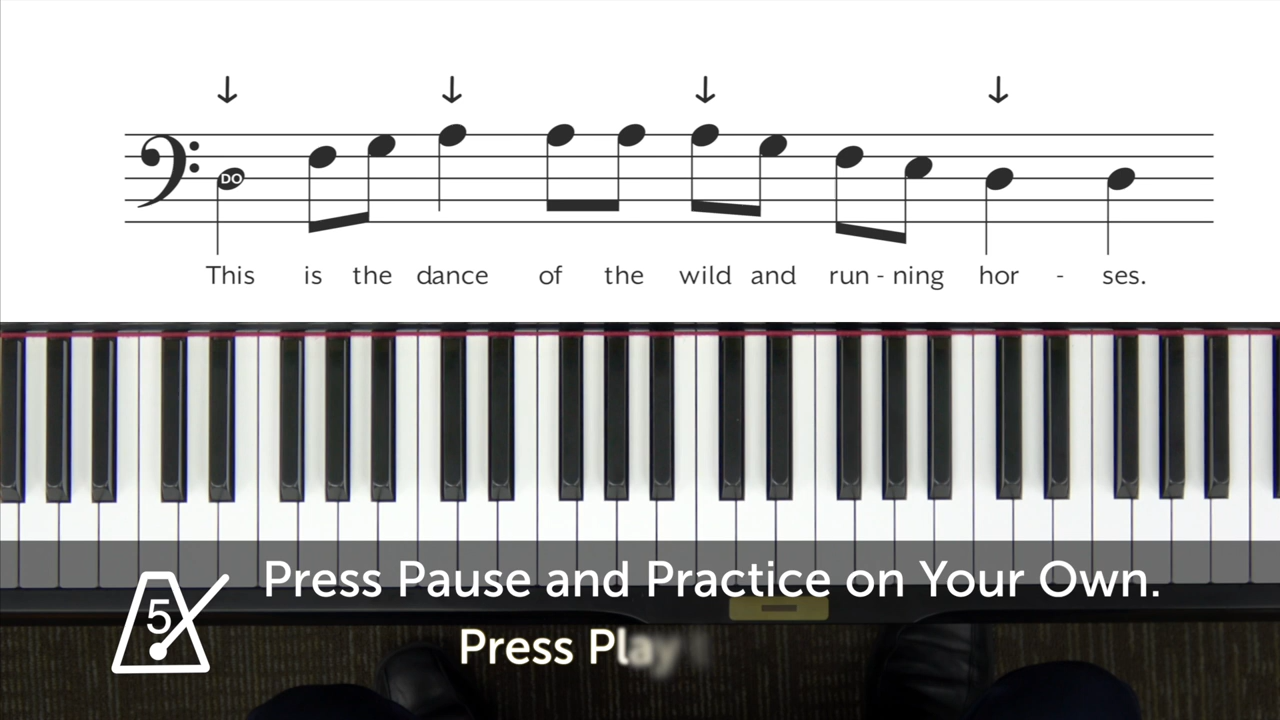 DO
This is the dance of the wild and run - ning hor - ses.
Press Pause and Practice on Your Own.
5
Press Play